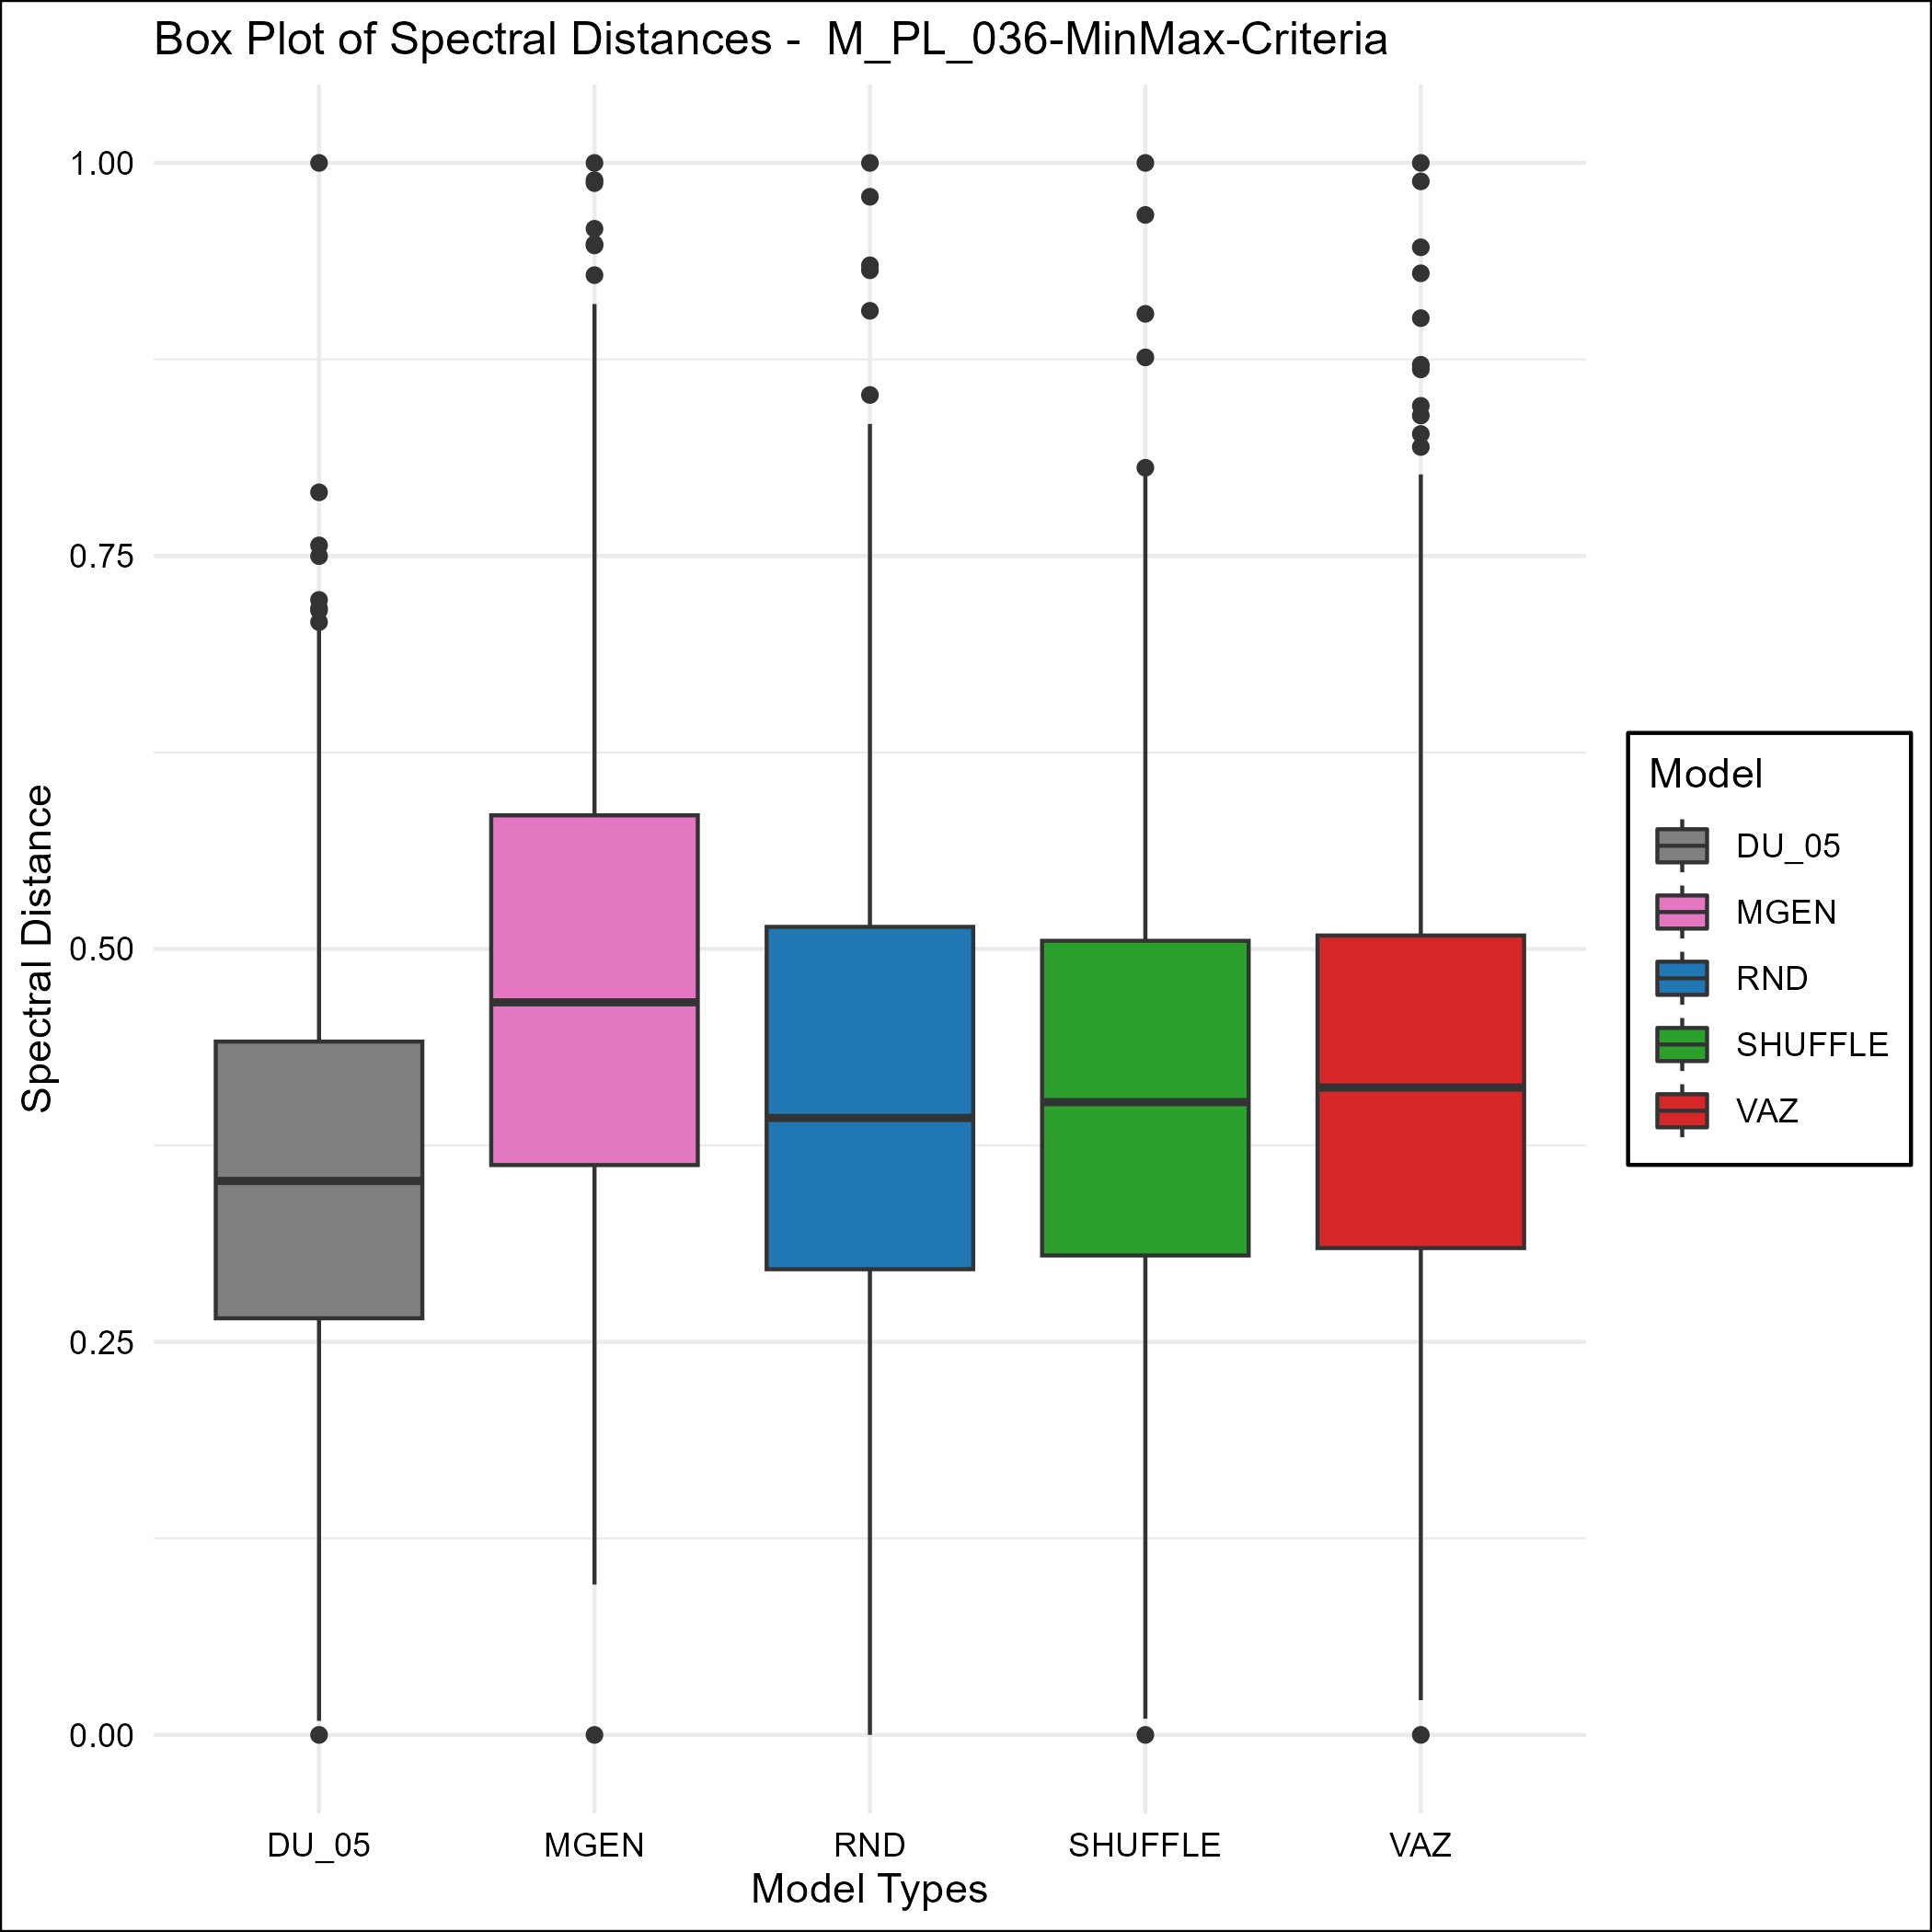 Box Plot of Spectral Distances -  M_PL_036-MinMax-Criteria
Spectral Distance
1.00
0.75
0.50
0.25
0.00
DU_05
MGEN
RND
SHUFFLE
VAZ
Model Types
Model
DU_05
MGEN
RND
SHUFFLE
VAZ